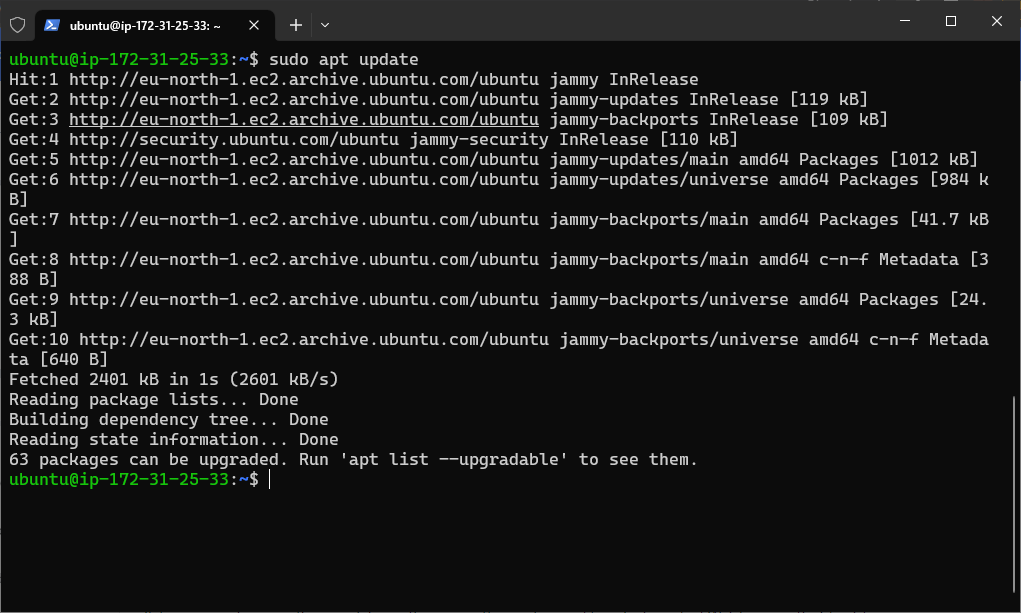 ubuntu@ip-172-31-25-33: ~
ubuntu@ip-172-31-25-33:~$ sudo apt update
Hit:1 http://eu-north-1.ec2.archive.ubuntu.com/ubuntu jammy InRelease
Get:2 http://eu-north-1.ec2.archive.ubuntu.com/ubuntu jammy-updates InRelease [119 kB]
Get:3 http://eu-north-1.ec2.archive.ubuntu.com/ubuntu jammy-backports InRelease [109 kB]
Get:4 http://security.ubuntu.com/ubuntu jammy-security InRelease [110 kB]
Get:5 http://eu-north-1.ec2.archive.ubuntu.com/ubuntu jammy-updates/main amd64 Packages [1012 kB]
Get:6 http://eu-north-1.ec2.archive.ubuntu.com/ubuntu jammy-updates/universe amd64 Packages [984 k
B]
Get:7 http://eu-north-1.ec2.archive.ubuntu.com/ubuntu jammy-backports/main amd64 Packages [41.7 kB
]
Get:8 http://eu-north-1.ec2.archive.ubuntu.com/ubuntu jammy-backports/main amd64 c-n-f Metadata [3
88 B]
Get:9 http://eu-north-1.ec2.archive.ubuntu.com/ubuntu jammy-backports/universe amd64 Packages [24.
3 kB]
Get:10 http://eu-north-1.ec2.archive.ubuntu.com/ubuntu jammy-backports/universe amd64 c-n-f Metada
ta [640 B]
Fetched 2401 kB in 1s (2601 kB/s)
Reading package lists... Done
Building dependency tree... Done
Reading state information... Done
63 packages can be upgraded. Run 'apt list --upgradable' to see them.
ubuntu@ip-172-31-25-33:~$